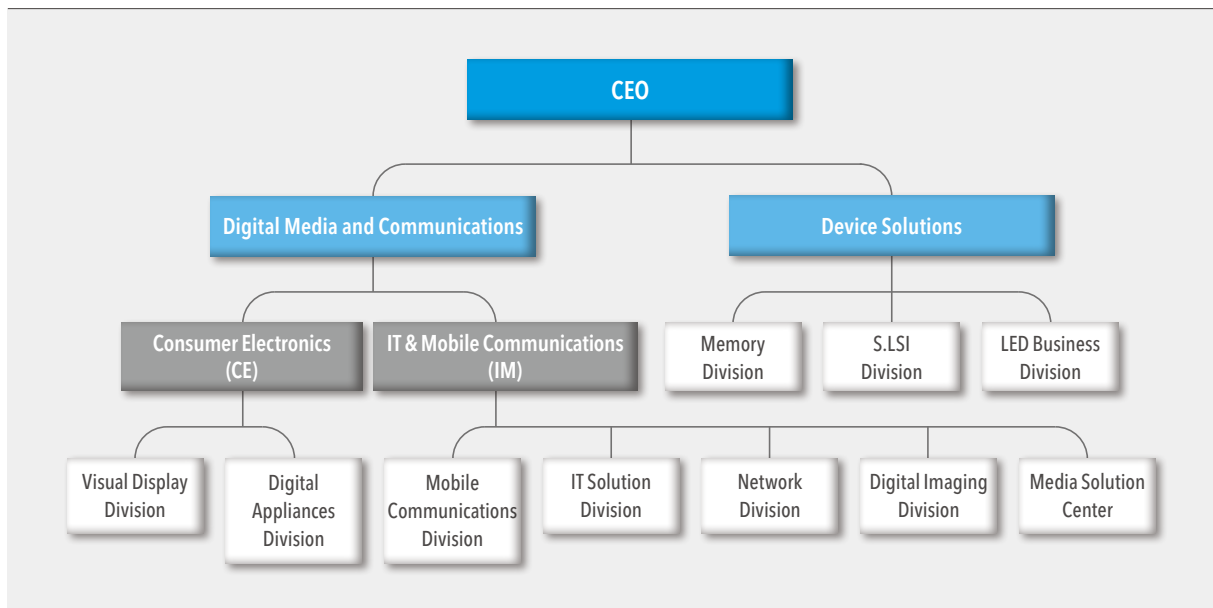 CEO
Digital Media and Communications
Device Solutions
Consumer Electronics
(CE)
IT & Mobile Communications
(IM)
Memory
Division
S.LSI
Division
LED Business
Division
Visual Display
Division
Digital
Appliances
Division
Mobile
Communications
Division
IT Solution
Division
Network
Division
Digital Imaging
Division
Media Solution
Center